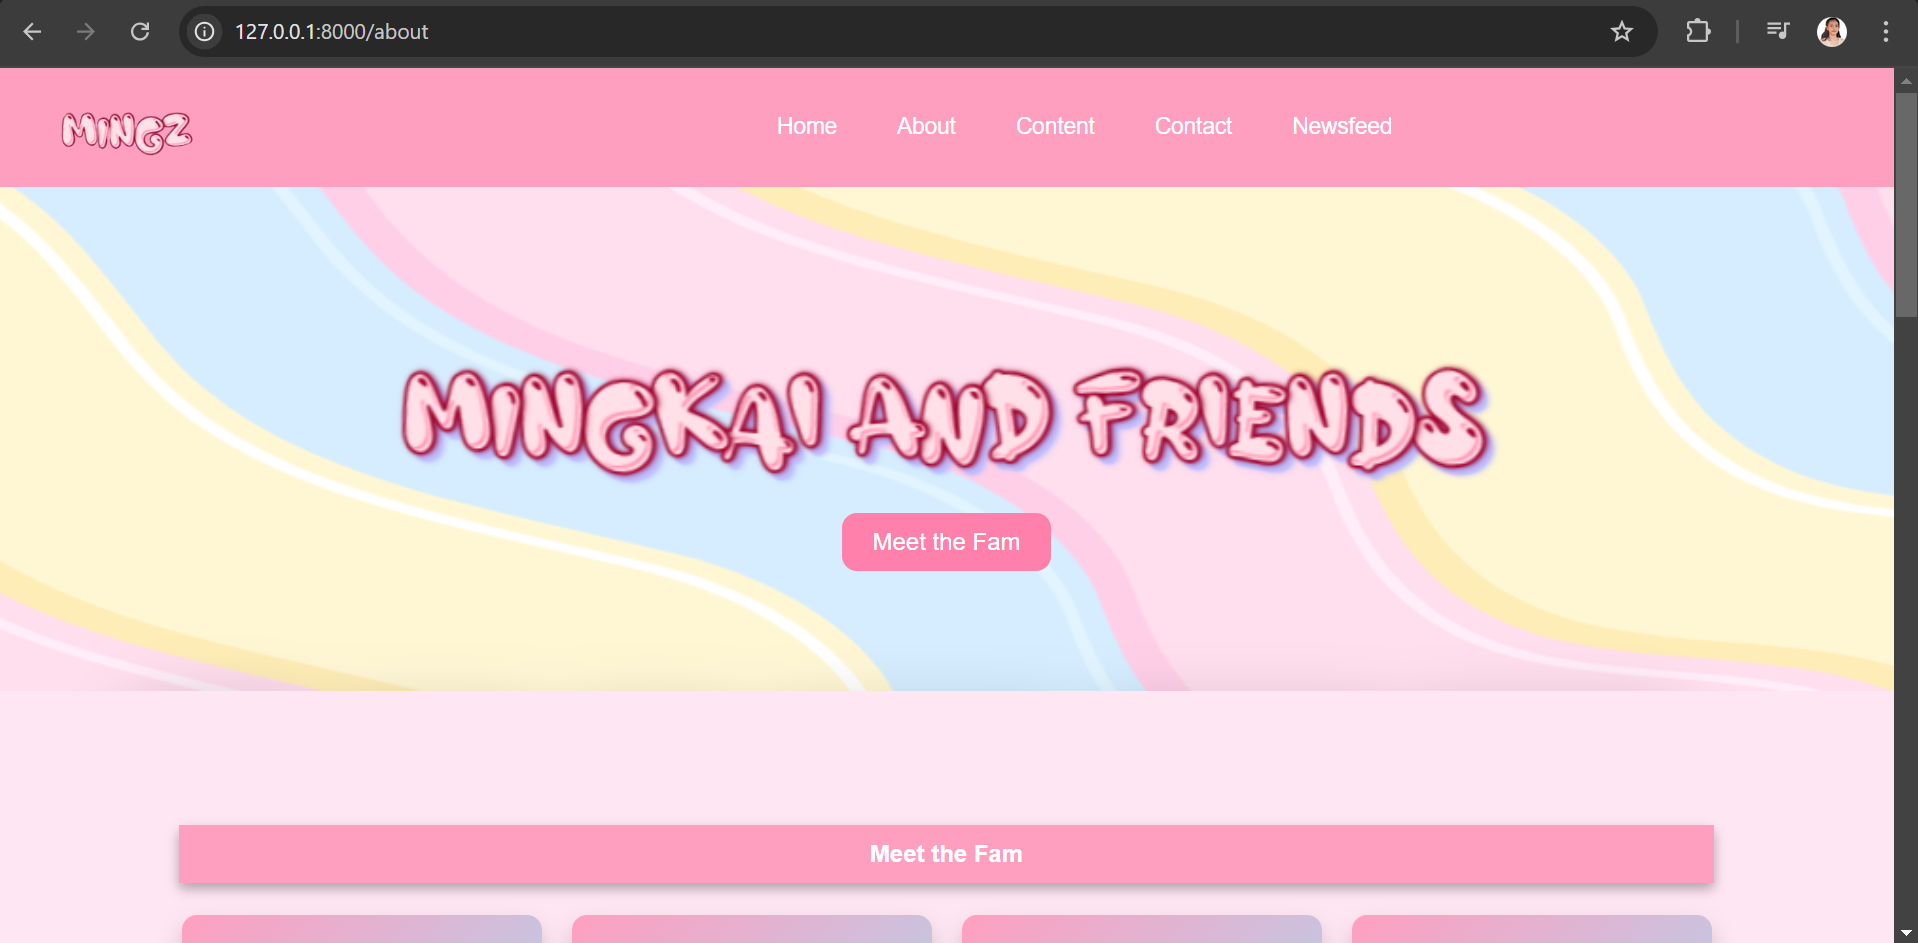 127.0.0.1:8000/about
MINGZ
Home About Content Contact Newsfeed
MINGKAI AND FRIENDS
Meet the Fam
Meet the Fam